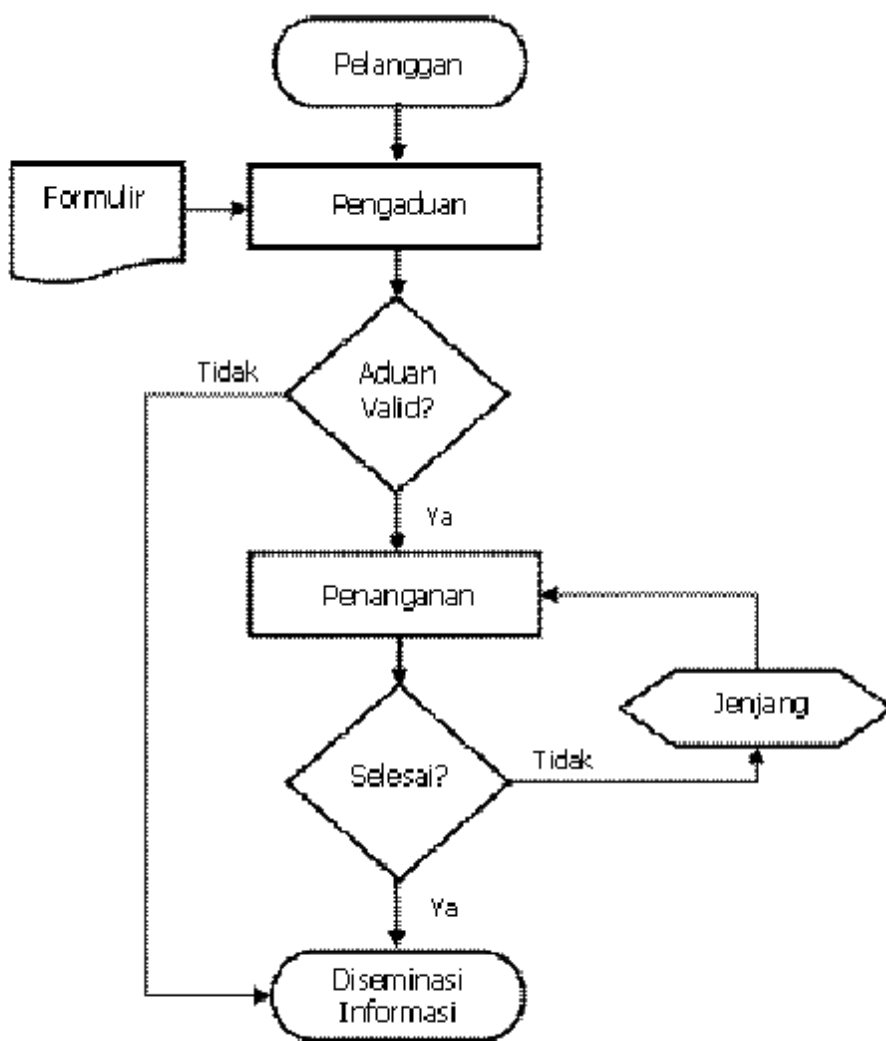 Pelanggan
Formulir
Pengaduan
Tidak
Aduan
Valid?
Ya
Penanganan
Jenjang
Selesai?
Tidak
Ya
Diseminasi
Informasi